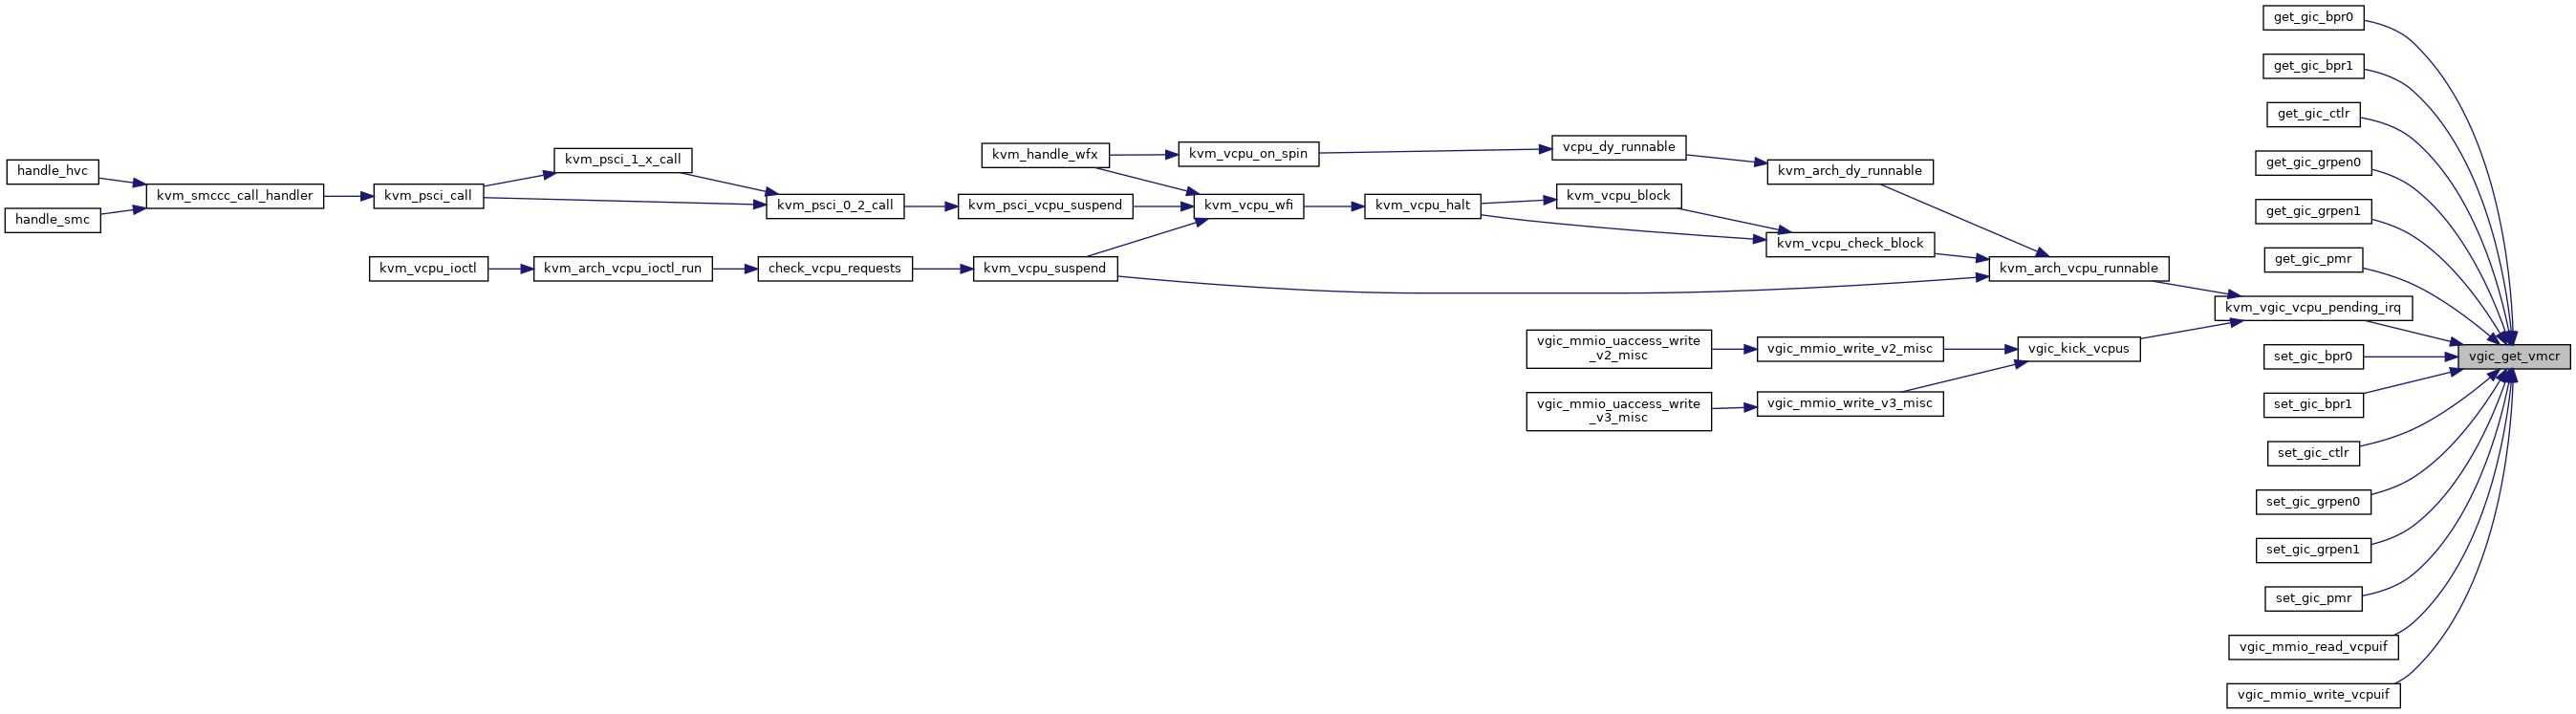 handle_hvc
handle_smc
kvm_smccc_call_handler
kvm_psci_call
kvm_vcpu_ioctl
kvm_psci_1_x_call
kvm_arch_vcpu_ioctl_run
kvm_psci_0_2_call
check_vcpu_requests
kvm_handle_wfx
kvm_psci_vcpu_suspend
kvm_vcpu_suspend
kvm_vcpu_on_spin
kvm_vcpu_wfi
kvm_vcpu_halt
vcpu_dy_runnable
kvm_vcpu_block
vgic_mmio_uaccess_write
_v2_misc
vgic_mmio_uaccess_write
_v3_misc
kvm_arch_dy_runnable
kvm_vcpu_check_block
vgic_mmio_write_v2_misc
vgic_mmio_write_v3_misc
kvm_arch_vcpu_runnable
vgic_kick_vcpus
get_gic_bpr0
get_gic_bpr1
get_gic_ctlr
get_gic_grpen0
get_gic_grpen1
get_gic_pmr
kvm_vgic_vcpu_pending_irq
set_gic_bpr0
set_gic_bpr1
set_gic_ctlr
set_gic_grpen0
set_gic_grpen1
set_gic_pmr
vgic_mmio_read_vcpuif
vgic_mmio_write_vcpuif
vgic_get_vmcr